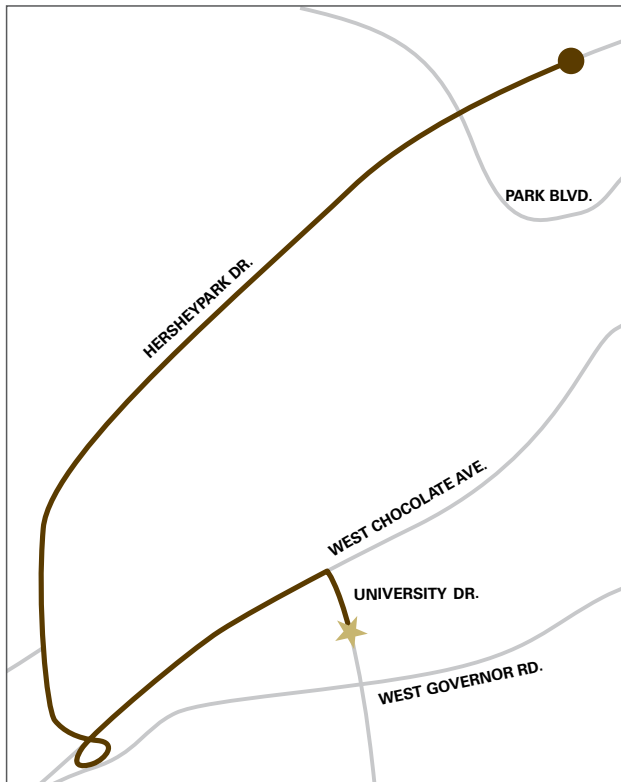 PARK BLVD.
HERSHEYPARK DR.
WEST CHOCOLATE AVE.
UNIVERSITY DR.
WEST GOVERNOR RD.